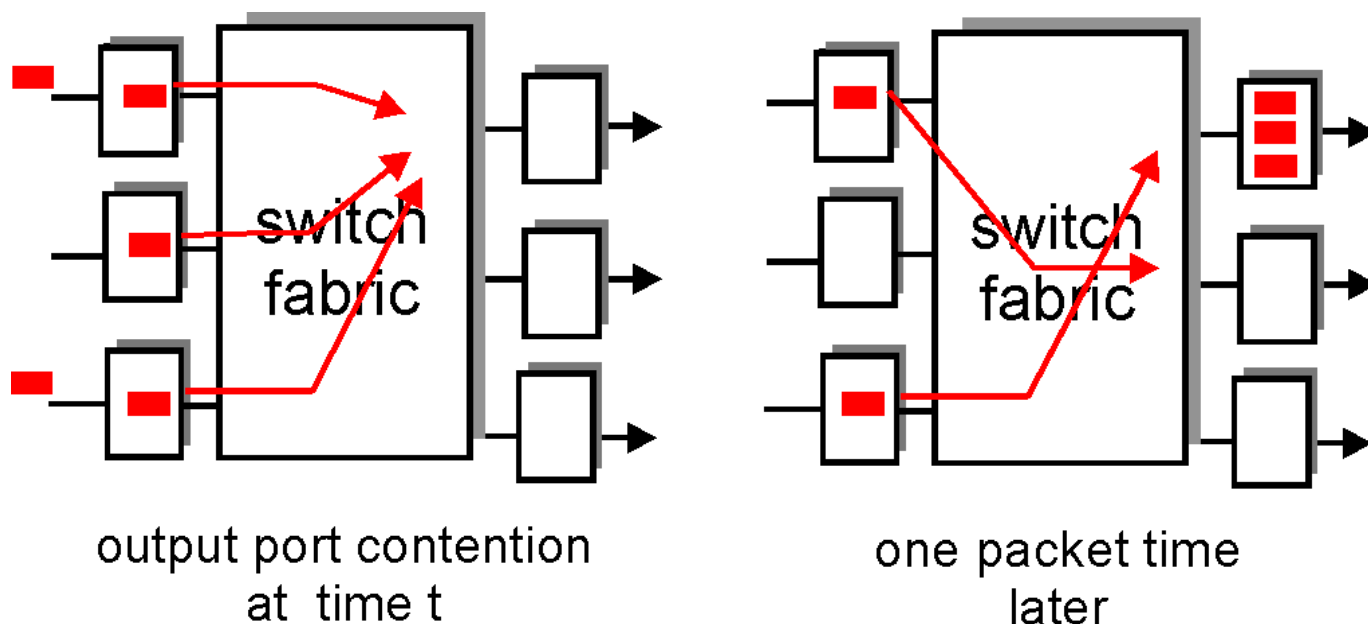 switch
fabric
output port contention
at time t
switch
fabric
one packet time
later